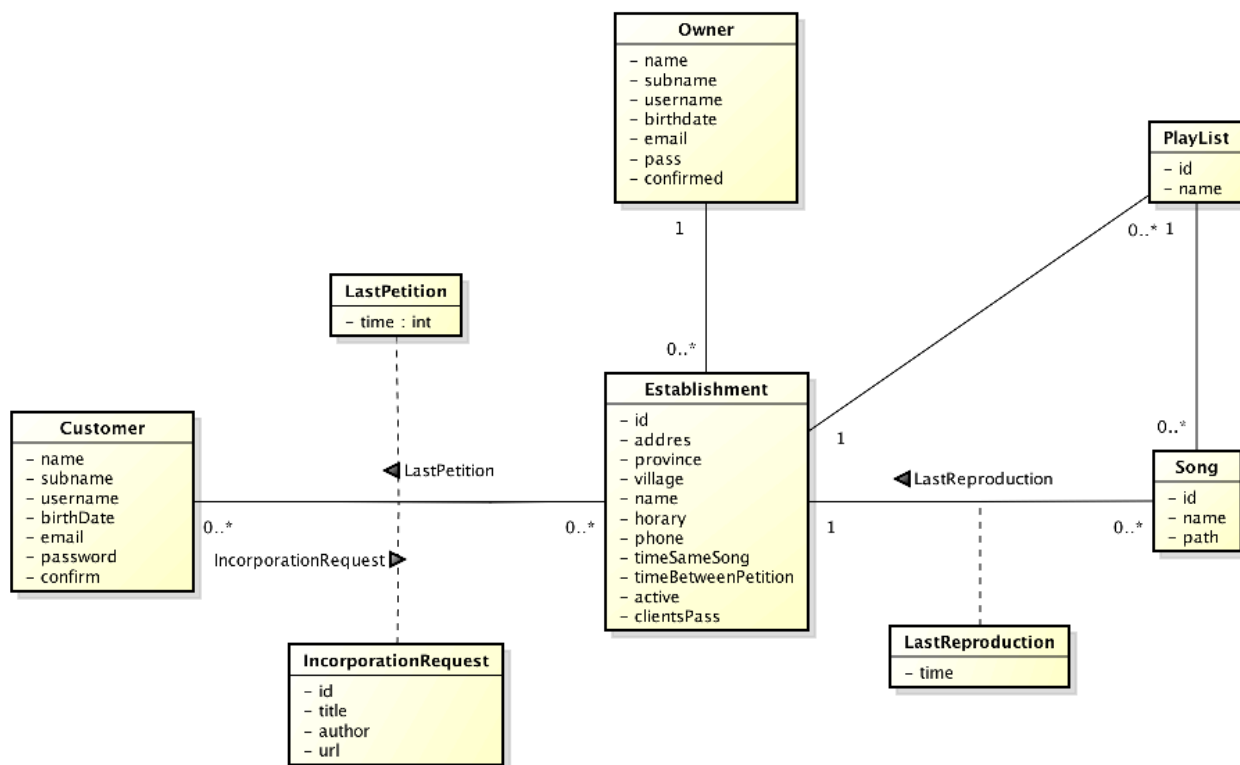 Owner
- name
- subname
- username
- birthdate
- email
- pass
- confirmed
PlayList
- id
- name
1
0..* 1
LastPetition
- time : int
0..*
Establishment
- id
- addres
- province
- village
- name
- horary
- phone
- timeSameSong
- timeBetweenPetition
- active
- clientsPass
Customer
- name
- subname
- username
- birthDate
- email
- password
- confirm
1
0..*
Song
- id
- name
- path
LastPetition
LastReproduction
0..*
0..*
1
0..*
IncorporationRequest
IncorporationRequest
- id
- title
- author
- url
LastReproduction
- time